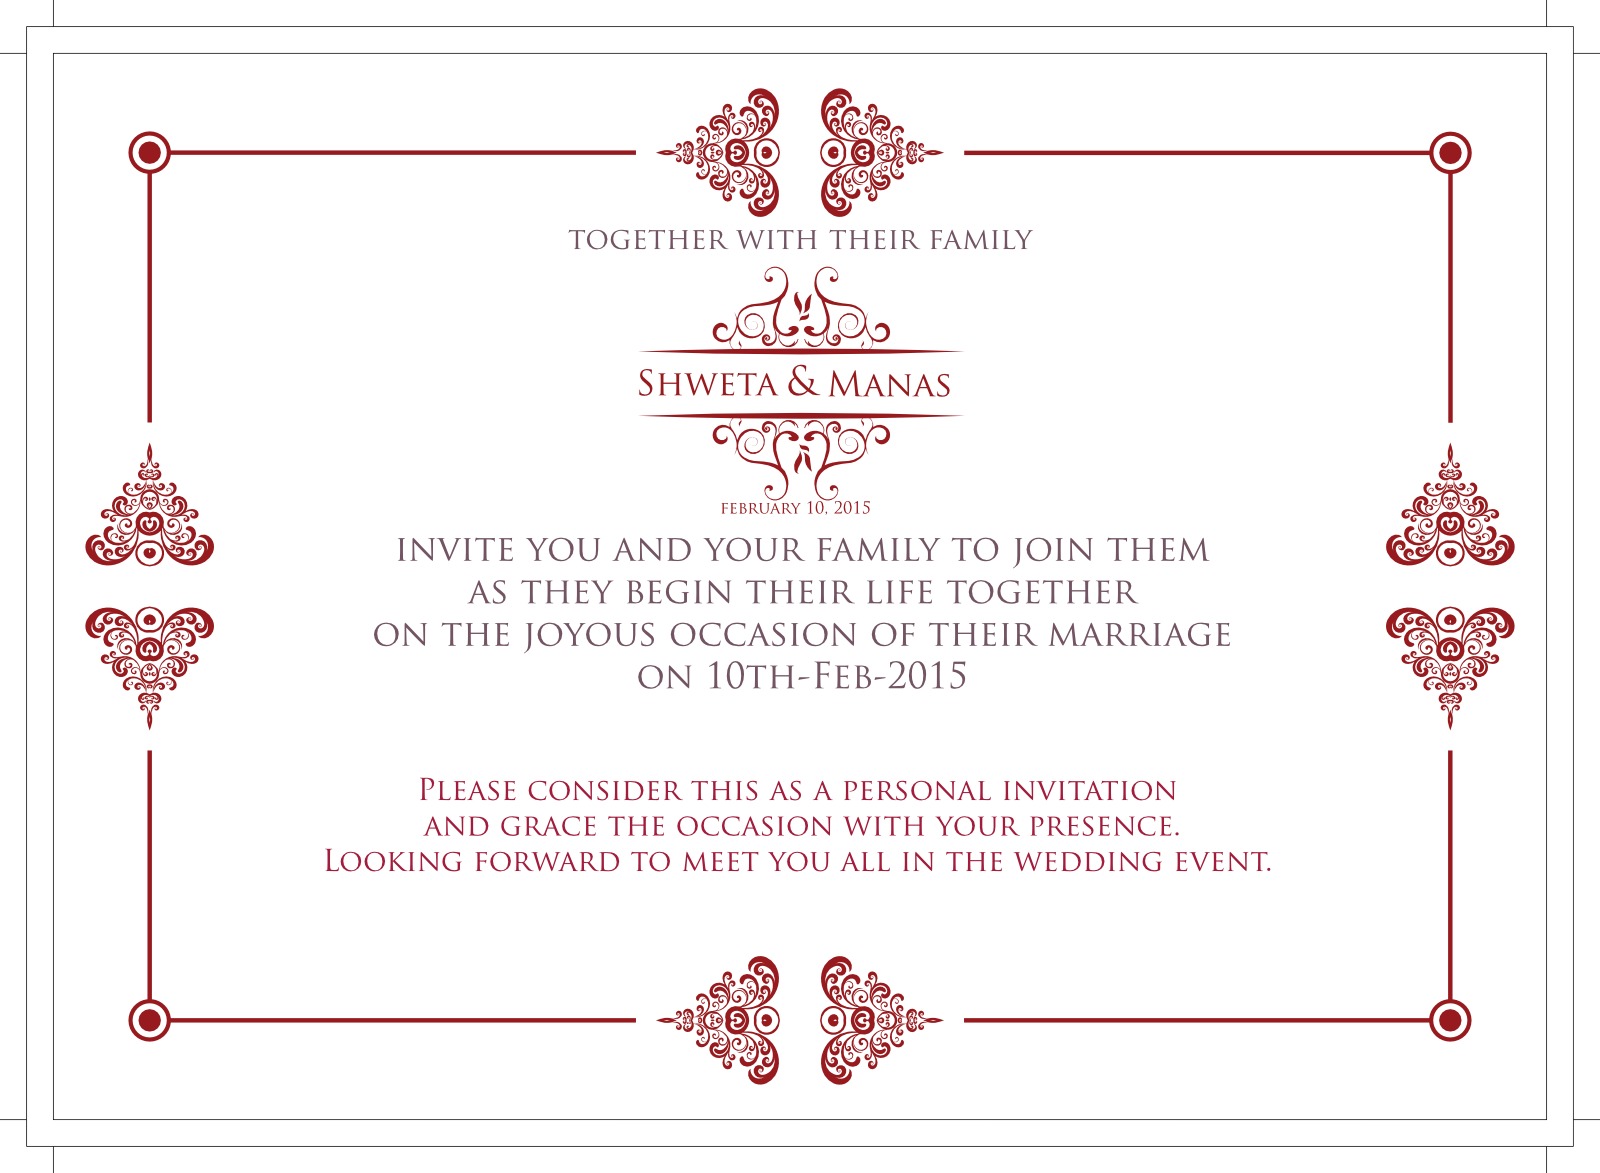 TOGETHER WITH THEIR FAMILY
SHWETA & MANAS
FEBRUARY 10, 2015
INVITE YOU AND YOUR FAMILY TO JOIN THEM
AS THEY BEGIN THEIR LIFE TOGETHER
ON THE JOYOUS OCCASION OF THEIR MARRIAGE
ON 10TH-FEB-2015
PLEASE CONSIDER THIS AS A PERSONAL INVITATION
AND GRACE THE OCCASION WITH YOUR PRESENCE.
LOOKING FORWARD TO MEET YOU ALL IN THE WEDDING EVENT.